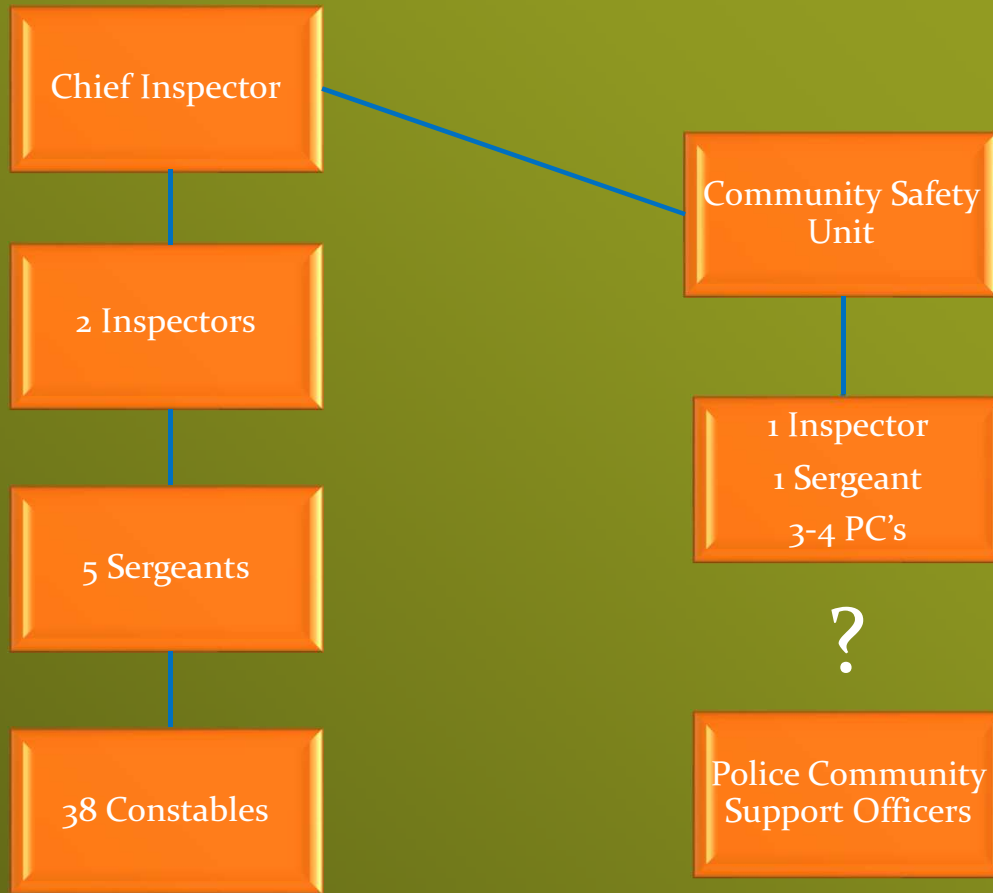 Chief Inspector
2 Inspectors
5 Sergeants
38 Constables
Community Safety
Unit
1 Inspector
1 Sergeant
3-4 PC’s
?
Police Community
Support Officers